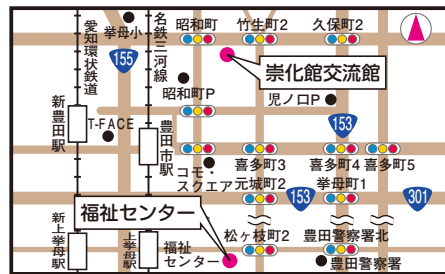 愛知環状鉄道
挙母小
名鉄三河線
昭和町
竹生町2
久保町2
155
崇化館交流館
昭和町P
児ノ口P
新豊田駅
T-FACE
豊田市駅
153
コモ・
スクエア
喜多町3
喜多町4
喜多町5
元城町2
153
挙母町1
301
福祉センター
新上挙母駅
上挙母駅
福祉
センター
松ヶ枝町2
豊田警察署北
豊田警察署